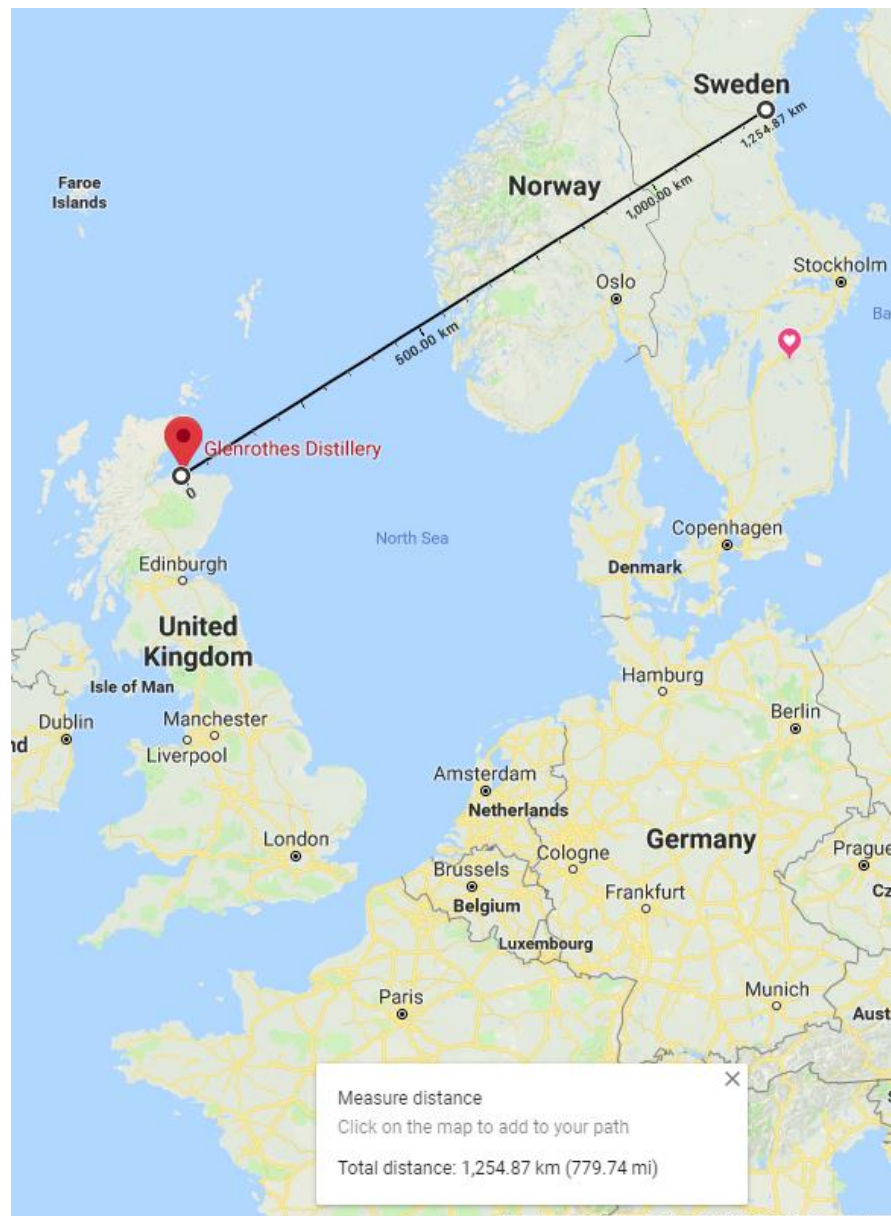 Sweden
1,254.87 km
Faroe
Islands
Norway
1,000.00 km
Stockholm
Oslo
Ba
500.00 km
Glenrothes Distillery
0
North Sea
Copenhagen
Edinburgh
Denmark
United
Kingdom
Hamburg
Isle of Man
Berlin
Dublin
Manchester
nd
Liverpool
Amsterdam
Netherlands
London
Germany
Cologne
Prague
Brussels
Cz
Belgium
Frankfurt
Luxembourg
Paris
Munich
Aust
Measure distance
Click on the map to add to your path
Total distance: 1,254.87 km (779.74 mi)